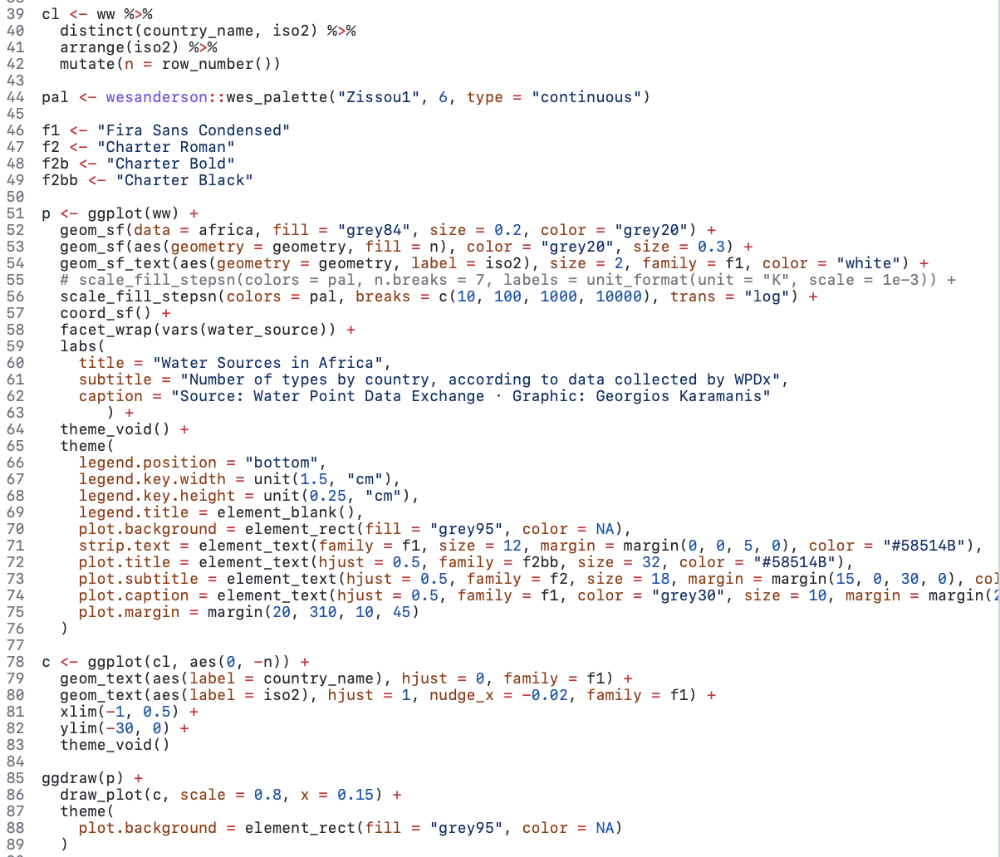 39 cl <- ww %>%
40   distinct(country_name, iso2) %>%
41   arrange(iso2) %>%
42   mutate(n = row_number())
43
44 pal <- wesanderson::wes_palette("Zissou1", 6, type = "continuous")
45
46 f1 <- "Fira Sans Condensed"
47 f2 <- "Charter Roman"
48 f2b <- "Charter Bold"
49 f2bb <- "Charter Black"
50
51 p <- ggplot(ww) +
52   geom_sf(data = africa, fill = "grey84", size = 0.2, color = "grey20") +
53   geom_sf(aes(geometry = geometry, fill = n), color = "grey20", size = 0.3) +
54   geom_sf_text(aes(geometry = geometry, label = iso2), size = 2, family = f1, color = "white") +
55   # scale_fill_stepsn(colors = pal, n.breaks = 7, labels = unit_format(unit = "K", scale = 1e-3)) +
56   scale_fill_stepsn(colors = pal, breaks = c(10, 100, 1000, 10000), trans = "log") +
57   coord_sf() +
58   facet_wrap(vars(water_source)) +
59   labs(
60     title = "Water Sources in Africa",
61     subtitle = "Number of types by country, according to data collected by WPDx",
62     caption = "Source: Water Point Data Exchange · Graphic: Georgios Karamanis"
63        ) +
64   theme_void() +
65   theme(
66     legend.position = "bottom",
67     legend.key.width = unit(1.5, "cm"),
68     legend.key.height = unit(0.25, "cm"),
69     legend.title = element_blank(),
70     plot.background = element_rect(fill = "grey95", color = NA),
71     strip.text = element_text(family = f1, size = 12, margin = margin(0, 0, 5, 0), color = "#58514B"),
72     plot.title = element_text(hjust = 0.5, family = f2bb, size = 32, color = "#58514B"),
73     plot.subtitle = element_text(hjust = 0.5, family = f2, size = 18, margin = margin(15, 0, 30, 0), col
74     plot.caption = element_text(hjust = 0.5, family = f1, color = "grey30", size = 10, margin = margin(2
75     plot.margin = margin(20, 310, 10, 45)
76   )
77
78 c <- ggplot(cl, aes(0, -n)) +
79   geom_text(aes(label = country_name), hjust = 0, family = f1) +
80   geom_text(aes(label = iso2), hjust = 1, nudge_x = -0.02, family = f1) +
81   xlim(-1, 0.5) +
82   ylim(-30, 0) +
83   theme_void()
84
85 ggdraw(p) +
86   draw_plot(c, scale = 0.8, x = 0.15) +
87   theme(
88     plot.background = element_rect(fill = "grey95", color = NA)
89   )